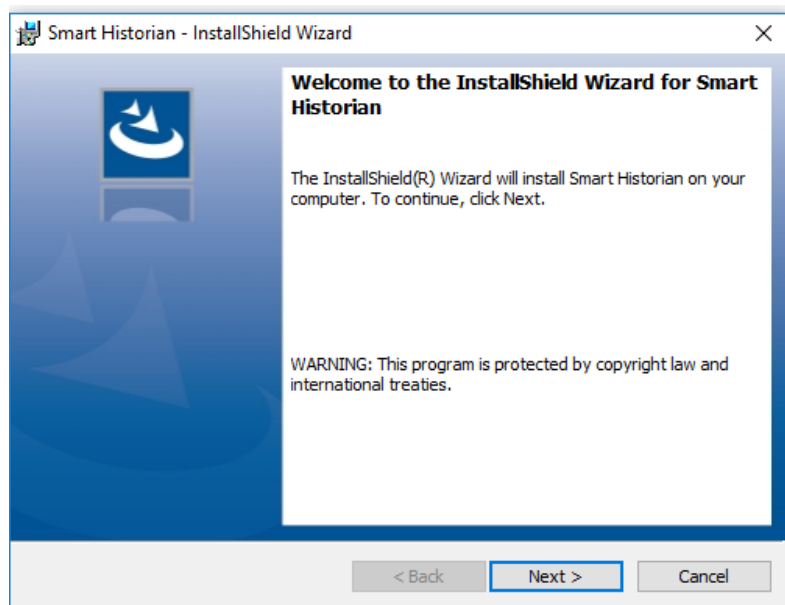 Smart Historian - InstallShield Wizard
Welcome to the InstallShield Wizard for Smart
Historian
The InstallShield(R) Wizard will install Smart Historian on your
computer. To continue, click Next.
WARNING: This program is protected by copyright law and
international treaties.
< Back
Next >
Cancel